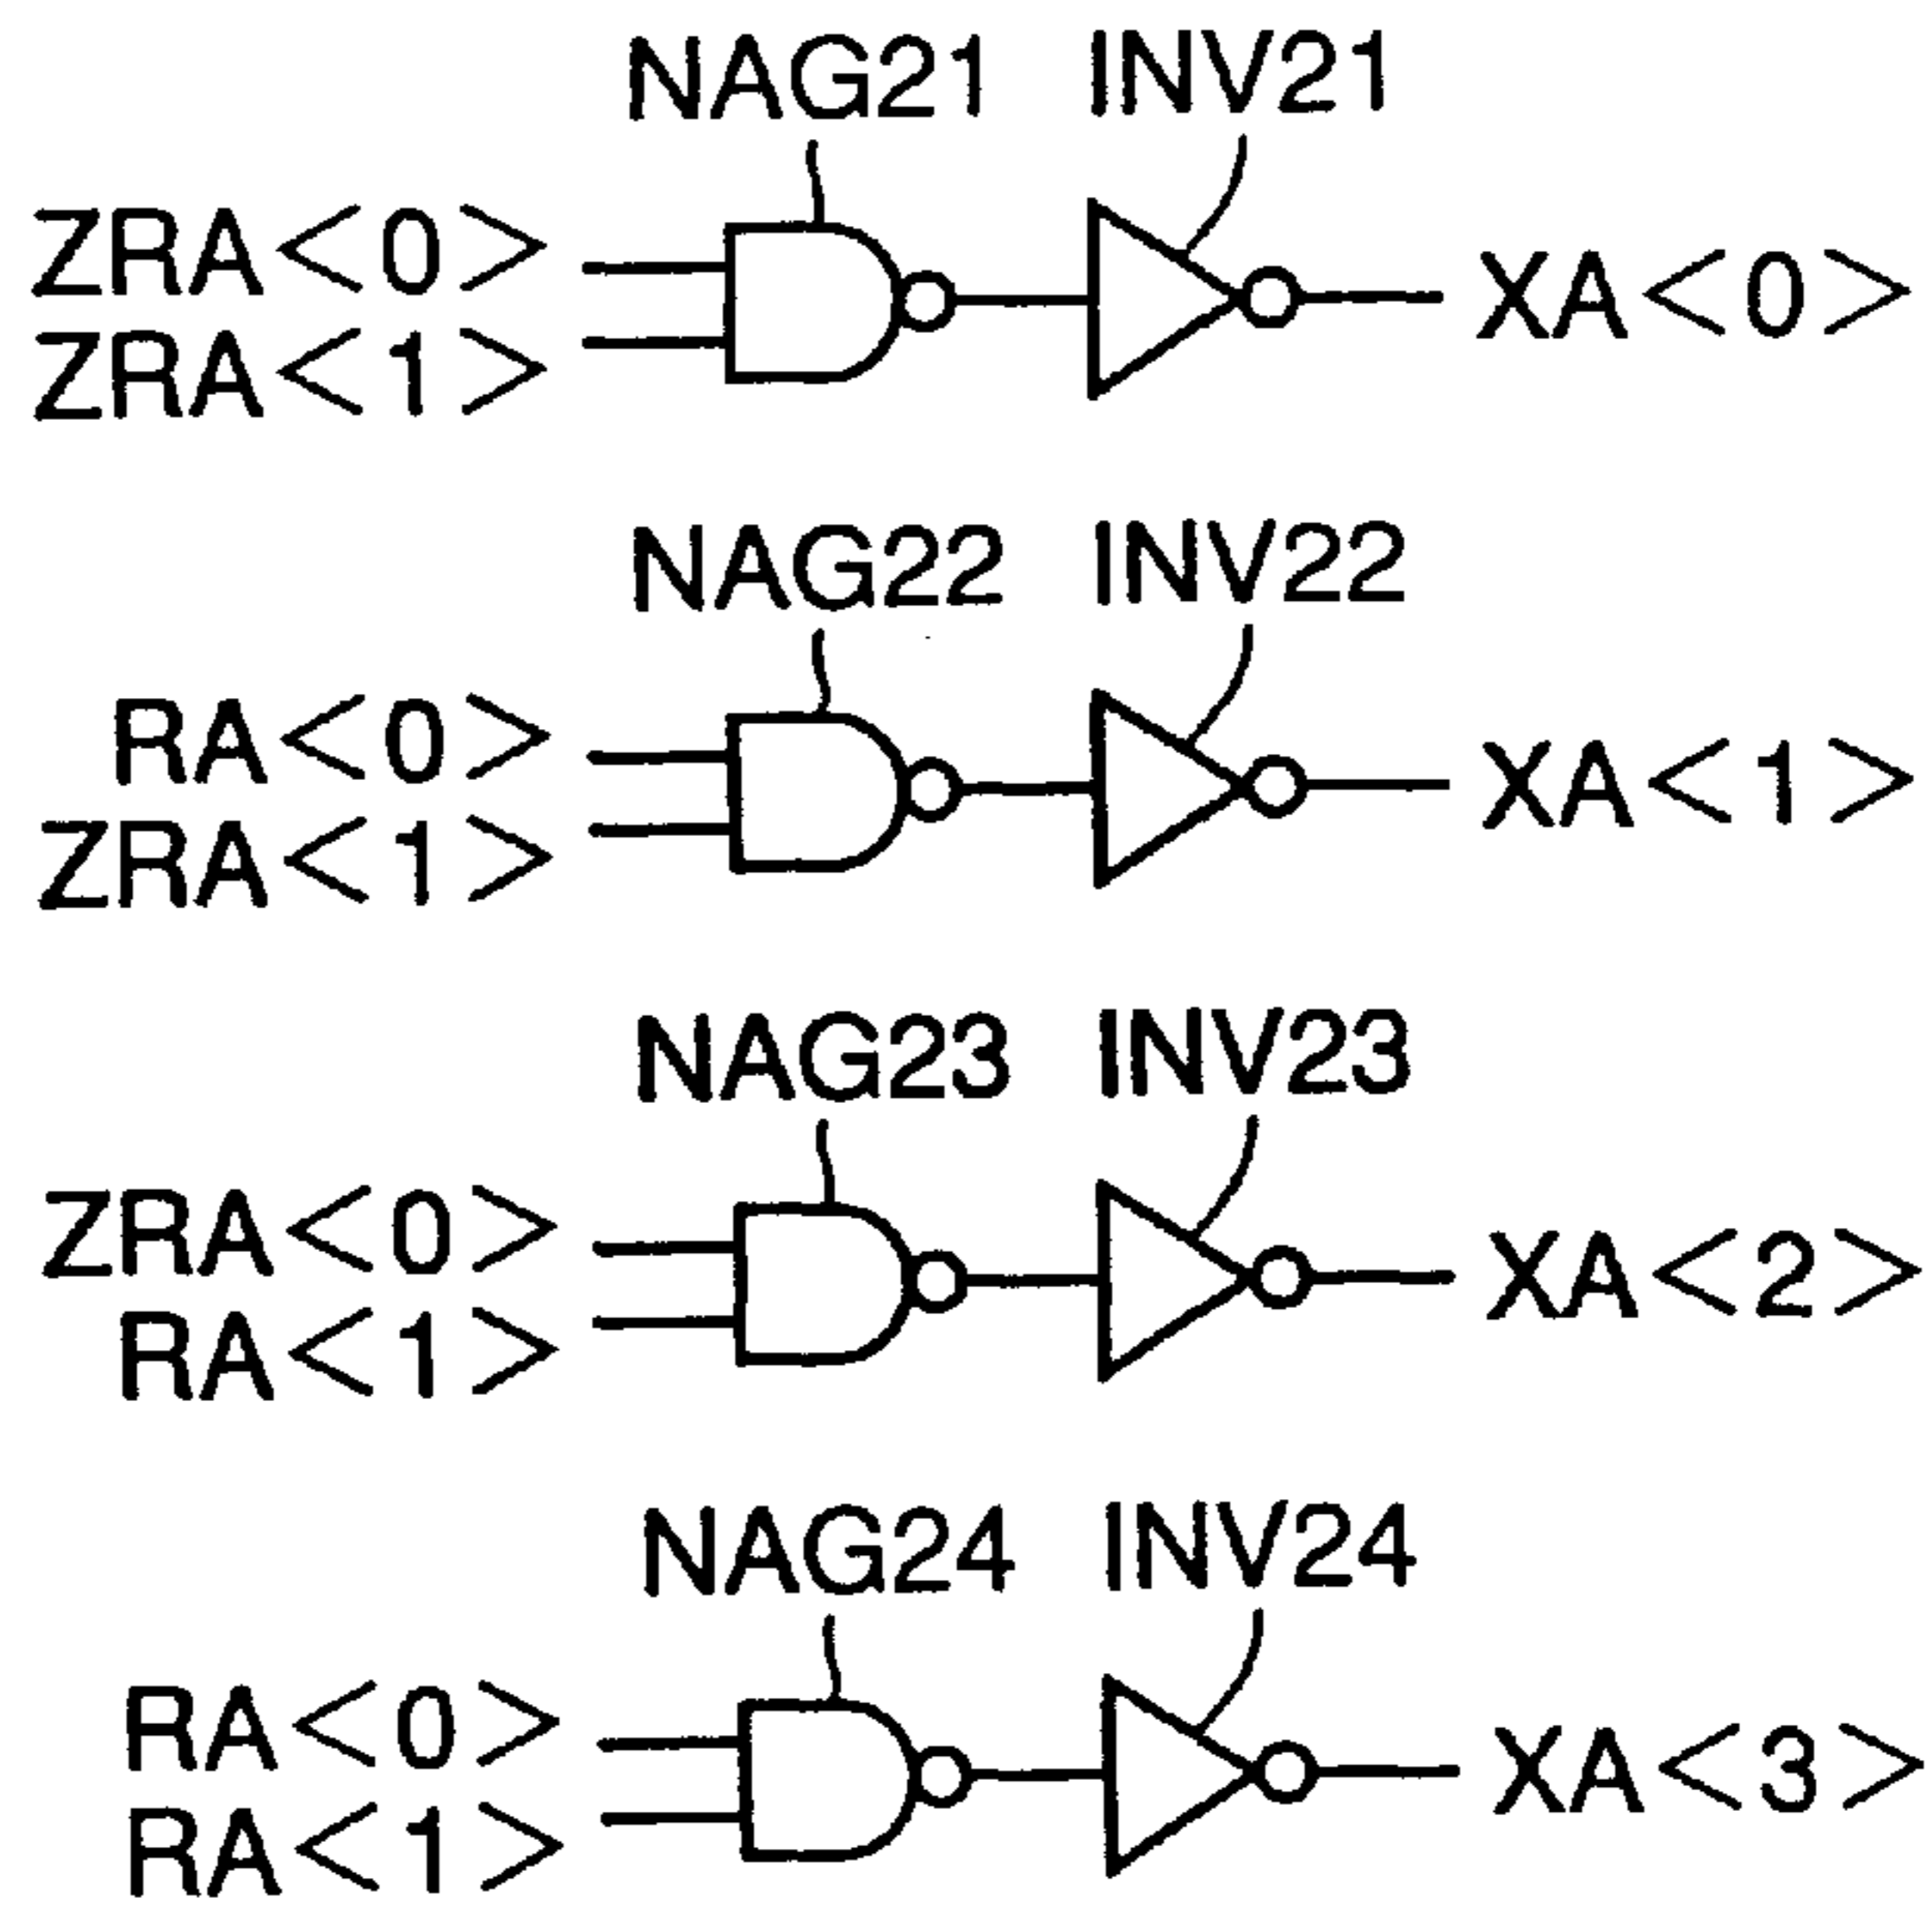 NAG21 INV21
ZRA<0>
ZRA<1>
XA<0>
NAG22 INV22
RA<0>
ZRA<1>
XA<1>
NAG23 INV23
ZRA<0>
RA<1>
XA<2>
NAG24 INV24
RA<0>
RA<1>
XA<3>